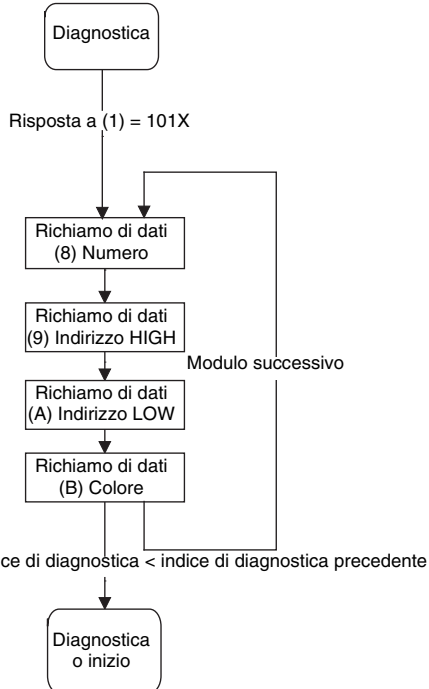 Diagnostica
Risposta a (1) = 101X
Richiamo di dati
(8) Numero
Richiamo di dati
(9) Indirizzo HIGH
Modulo successivo
Richiamo di dati
(A) Indirizzo LOW
Richiamo di dati
(B) Colore
di diagnostica < indice di diagnostica precedente
Diagnostica
o inizio